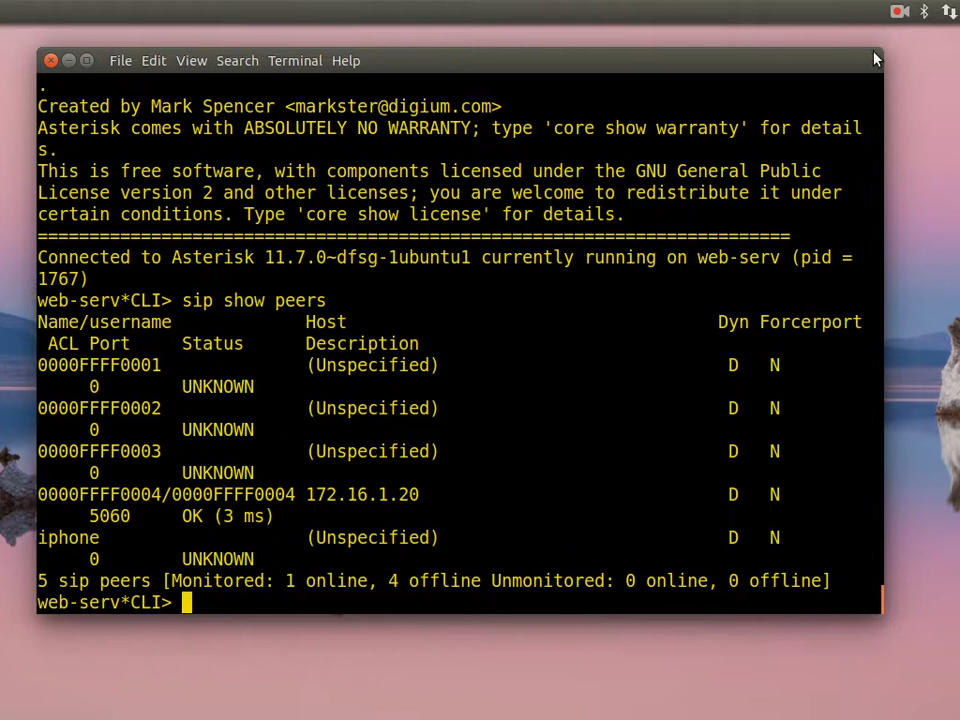 File Edit View Search Terminal Help
.
Created by Mark Spencer <markster@digium.com>
Asterisk comes with ABSOLUTELY NO WARRANTY; type 'core show warranty' for detail
s.
This is free software, with components licensed under the GNU General Public
License version 2 and other licenses; you are welcome to redistribute it under
certain conditions. Type 'core show license' for details.
=========================================================================
Connected to Asterisk 11.7.0~dfsg-1ubuntu1 currently running on web-serv (pid =
1767)
web-serv*CLI> sip show peers
Name/username             Host                                    Dyn Forcerport
 ACL Port     Status      Description
0000FFFF0001              (Unspecified)                            D   N
     0        UNKNOWN
0000FFFF0002              (Unspecified)                            D   N
     0        UNKNOWN
0000FFFF0003              (Unspecified)                            D   N
     0        UNKNOWN
0000FFFF0004/0000FFFF0004 172.16.1.20                              D   N
     5060     OK (3 ms)
iphone                    (Unspecified)                            D   N
     0        UNKNOWN
5 sip peers [Monitored: 1 online, 4 offline Unmonitored: 0 online, 0 offline]
web-serv*CLI>